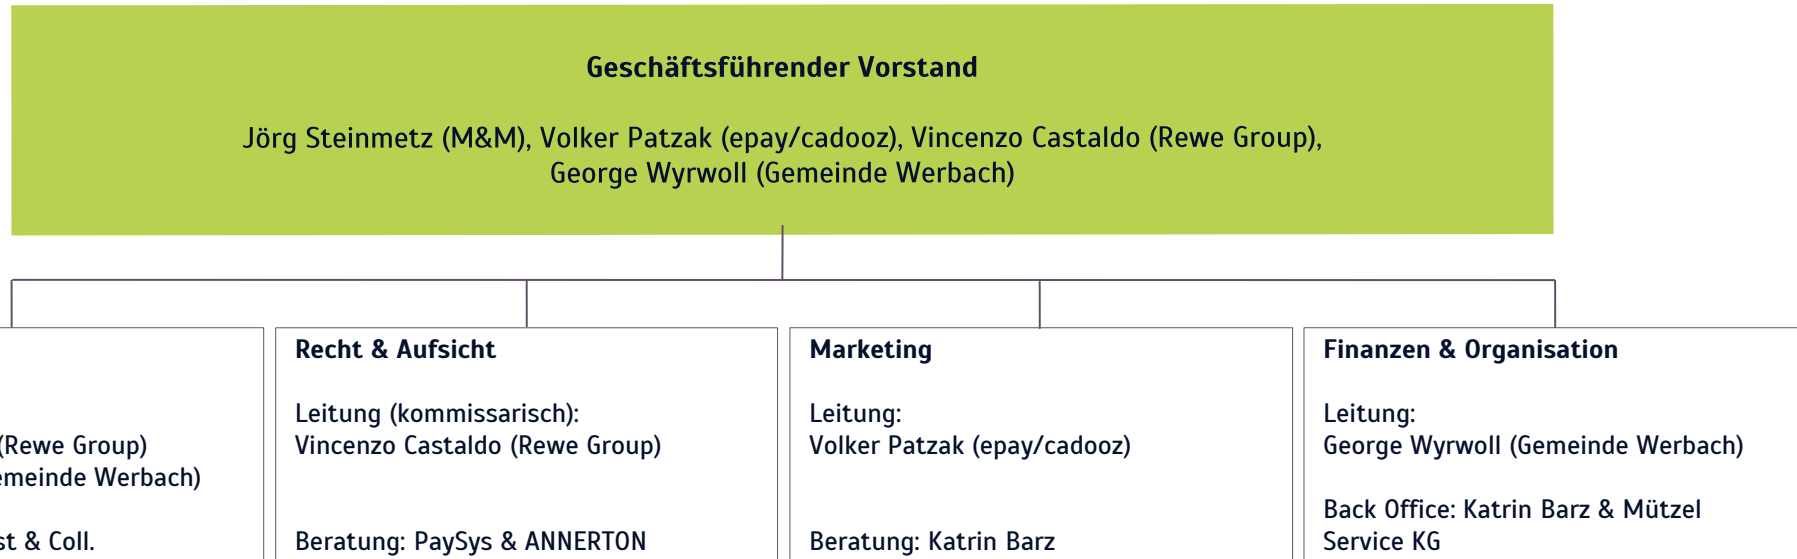 Geschäftsführender Vorstand
Jörg Steinmetz (M&M), Volker Patzak (epay/cadooz), Vincenzo Castaldo (Rewe Group),
George Wyrwoll (Gemeinde Werbach)
(Rewe Group)
Werbach)
& Coll.
Recht & Aufsicht
Leitung (kommissarisch):
Vincenzo Castaldo (Rewe Group)
Beratung: PaySys & ANNERTON
Marketing
Leitung:
Volker Patzak (epay/cadooz)
Beratung: Katrin Barz
Finanzen & Organisation
Leitung:
George Wyrwoll (Gemeinde Werbach)
Back Office: Katrin Barz & Mützel
Service KG